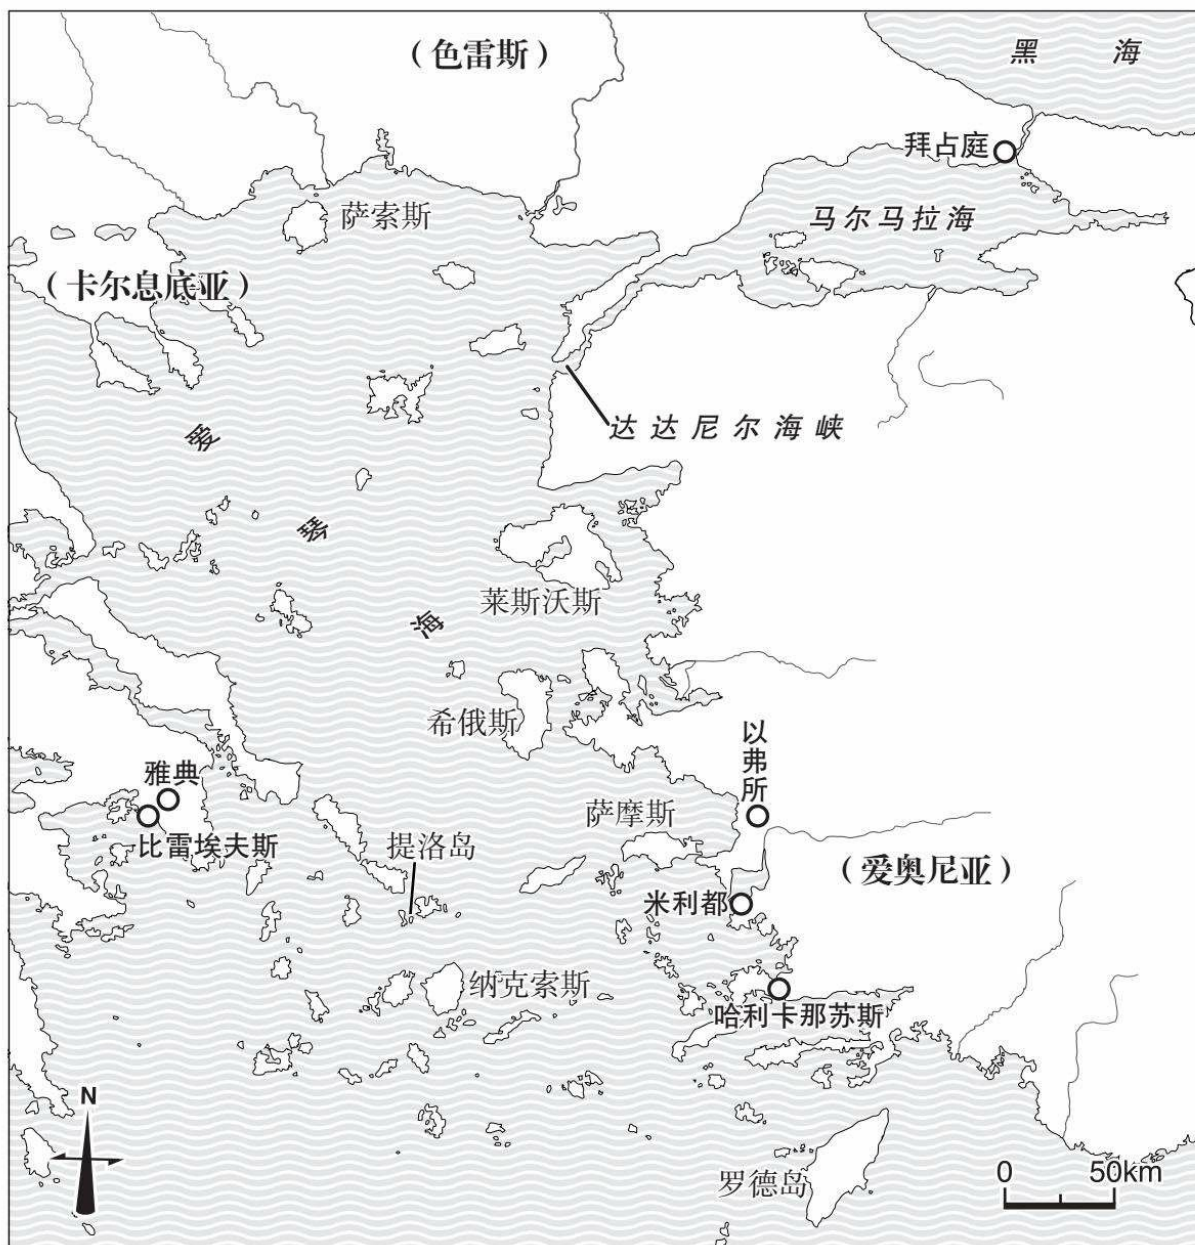 （色雷斯）
黑海
拜占庭
马尔马拉海
萨索斯
（卡尔息底亚）
达达尼尔海峡
爱琴海
莱斯沃斯
希俄斯
以弗所
雅典
比雷埃夫斯
提洛岛
萨摩斯
（爱奥尼亚）
米利都
纳克索斯
哈利卡那苏斯
罗德岛
N
0 50km